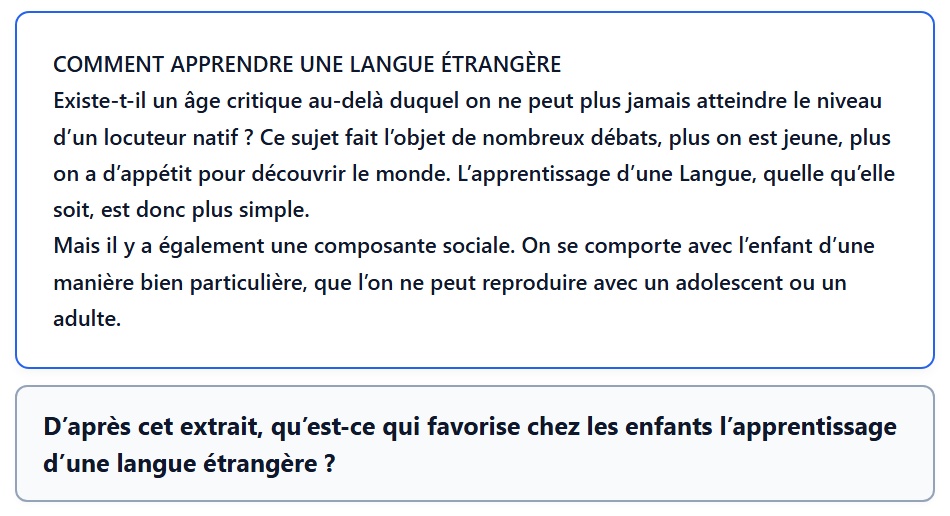 COMMENT APPRENDRE UNE LANGUE ÉTRANGÈRE
Existe-t-il un âge critique au-delà duquel on ne peut plus jamais atteindre le niveau
d’un locuteur natif ? Ce sujet fait l’objet de nombreux débats, plus on est jeune, plus
on a d’appétit pour découvrir le monde. L’apprentissage d’une Langue, quelle qu’elle
soit, est donc plus simple.
Mais il y a également une composante sociale. On se comporte avec l’enfant d’une
manière bien particulière, que l’on ne peut reproduire avec un adolescent ou un
adulte.
D’après cet extrait, qu’est-ce qui favorise chez les enfants l’apprentissage
d’une langue étrangère ?